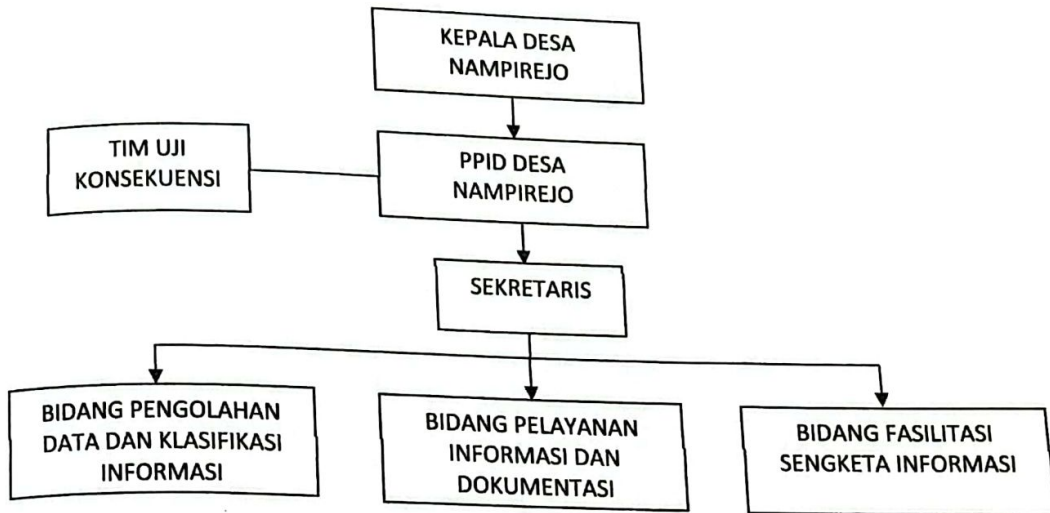 KEPALA DESA
NAMPIREJO
TIM UJI
KONSEKUENSI
PPID DESA
NAMPIREJO
SEKRETARIS
BIDANG PENGOLAHAN
DATA DAN KLASIFIKASI
INFORMASI
BIDANG PELAYANAN
INFORMASI DAN
DOKUMENTASI
BIDANG FASILITASI
SENGKETA INFORMASI